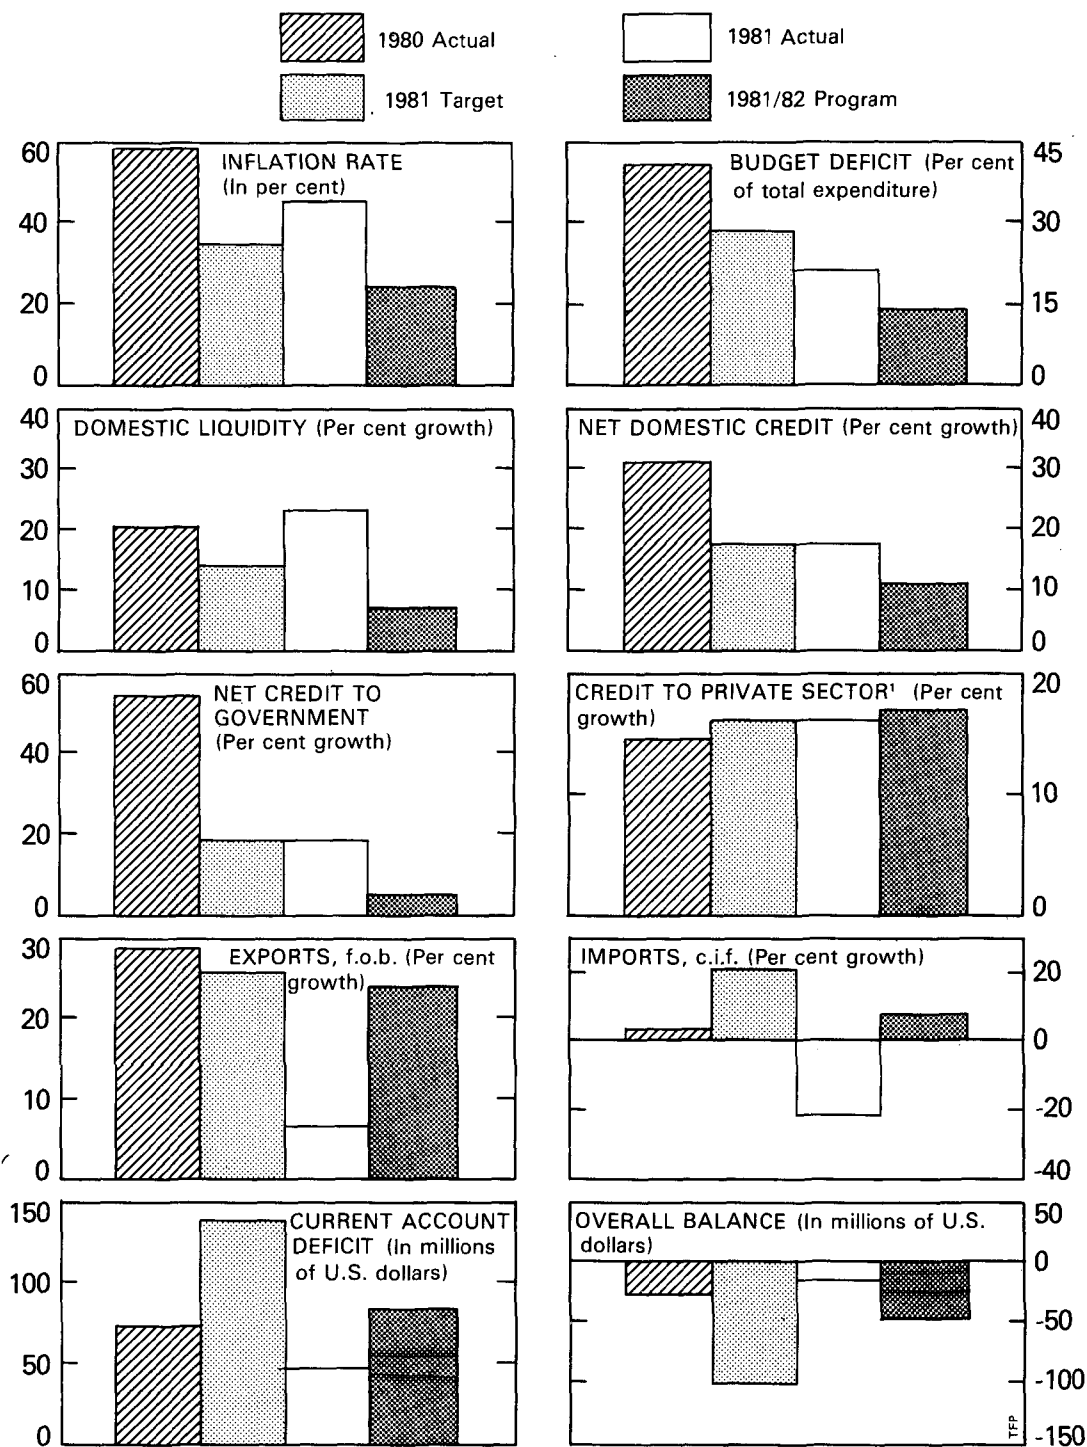 1980 Actual
1981 Actual
1981 Target
1981/82 Program
INFLATION RATE
(In per cent)
60
40
20
0
BUDGET DEFICIT (Per cent
of total expenditure)
45
30
15
0
DOMESTIC LIQUIDITY (Per cent growth)
40
30
20
10
0
NET DOMESTIC CREDIT (Per cent growth)
40
30
20
10
0
NET CREDIT TO
GOVERNMENT
(Per cent growth)
60
40
20
0
CREDIT TO PRIVATE SECTOR¹ (Per cent
growth)
20
10
0
EXPORTS, f.o.b. (Per cent
growth)
30
20
10
0
IMPORTS, c.i.f. (Per cent growth)
20
0
-20
-40
CURRENT ACCOUNT
DEFICIT (In millions
of U.S. dollars)
150
100
50
0
OVERALL BALANCE (In millions of U.S.
dollars)
50
0
-50
-100
-150
TFP